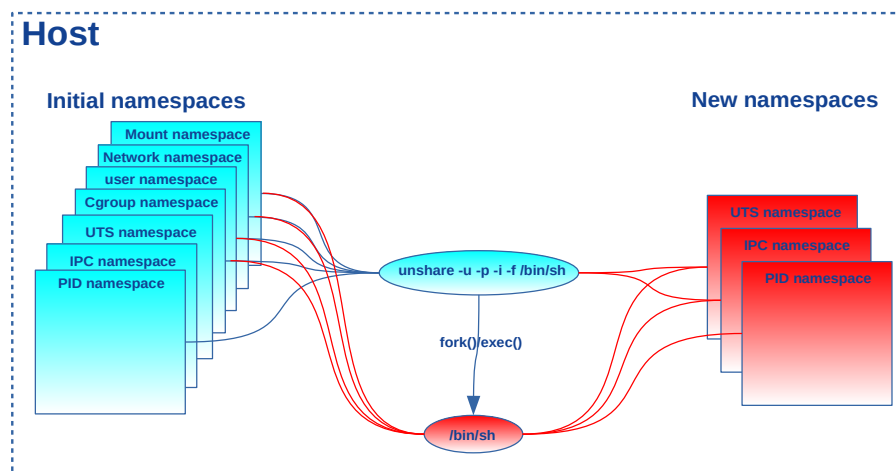 Host
Initial namespaces
New namespaces
Mount namespace
Network namespace
user namespace
Cgroup namespace
UTS namespace
IPC namespace
PID namespace
unshare -u -p -i -f /bin/sh
fork()/exec()
/bin/sh
UTS namespace
IPC namespace
PID namespace